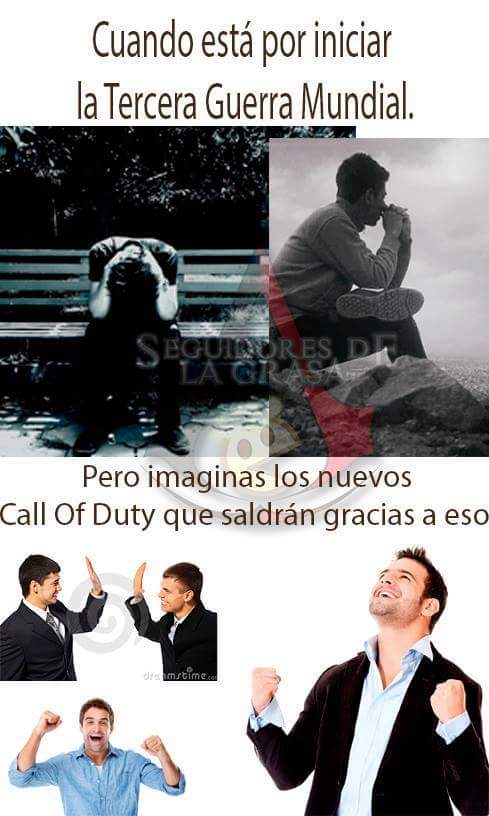 Cuando está por iniciar
la Tercera Guerra Mundial.
SEGUIDORES DE
LA GRASA
Pero imaginas los nuevos
Call Of Duty que saldrán gracias a eso
dreamstime.com